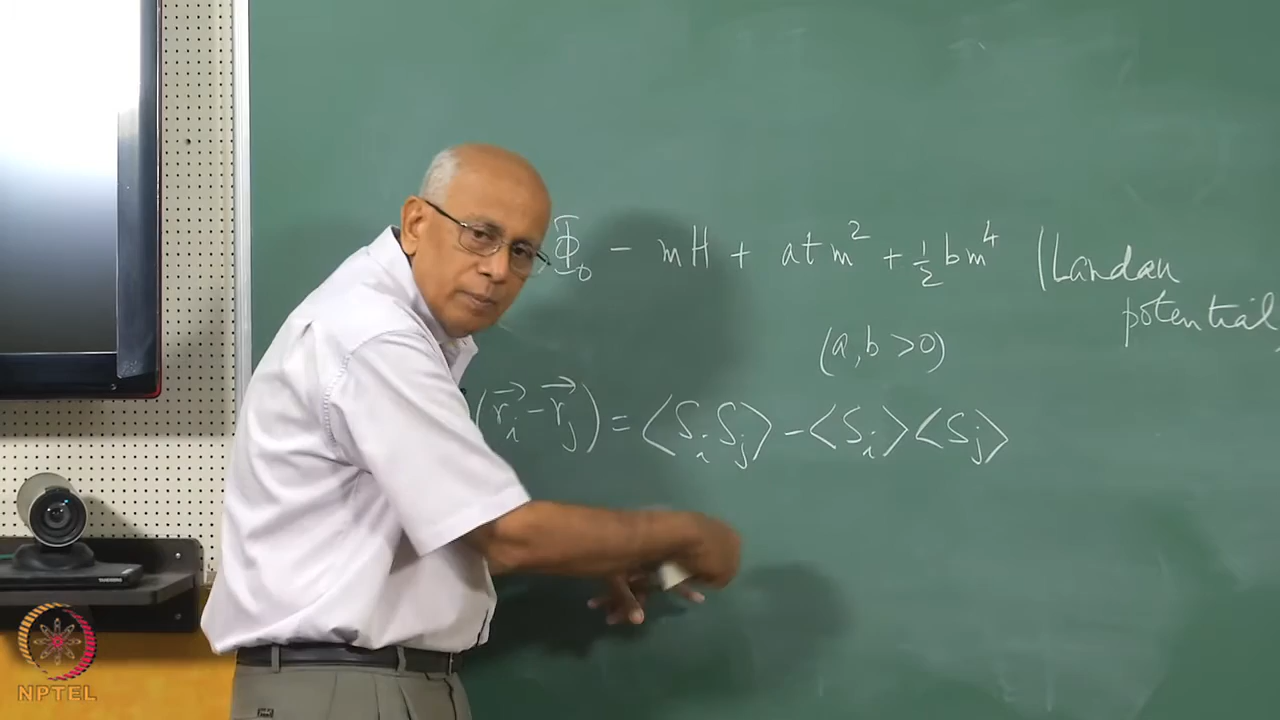 Φ₀ − mH + atm² + ½bm⁴ (Landau
potential)
(a, b > 0)
(r⃗ᵢ − r⃗ⱼ) = ⟨SᵢSⱼ⟩ − ⟨Sᵢ⟩⟨Sⱼ⟩
NPTEL